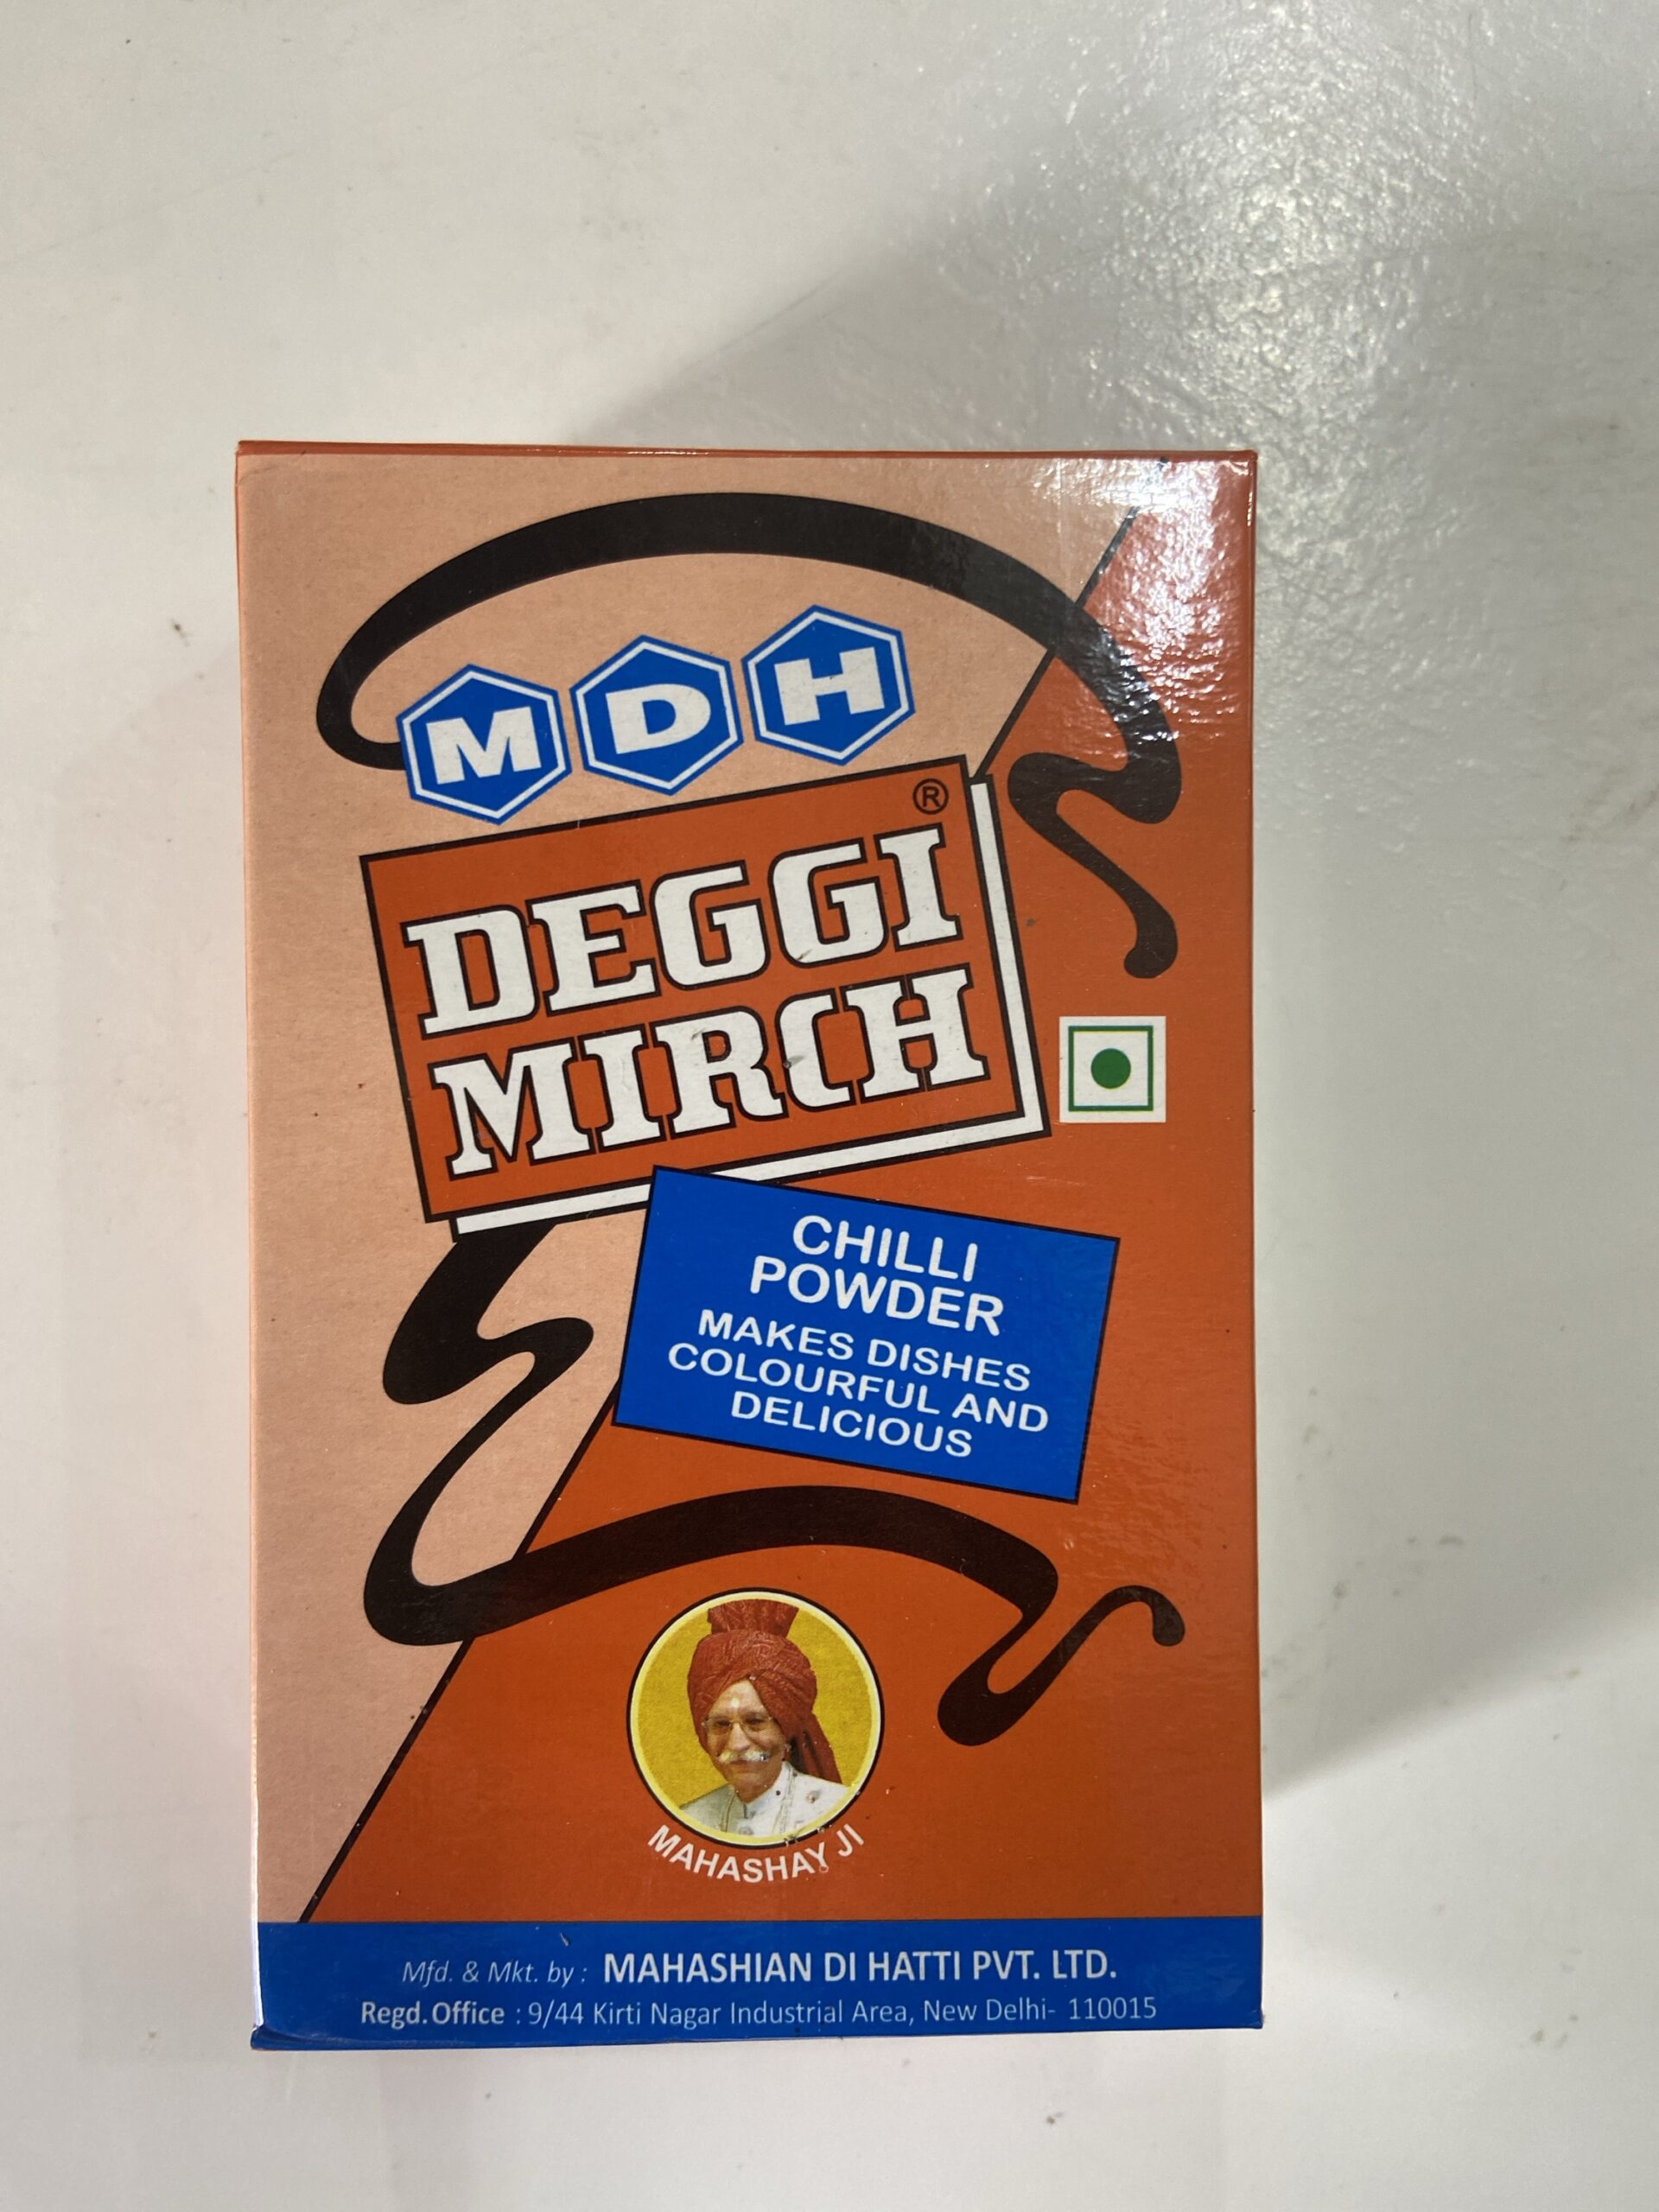 MDH
®
DEGGI
MIRCH
CHILLI
POWDER
MAKES DISHES
COLOURFUL AND
DELICIOUS
MAHASHAY JI
Mfd. & Mkt. by : MAHASHIAN DI HATTI PVT. LTD.
Regd. Office : 9/44 Kirti Nagar Industrial Area, New Delhi- 110015